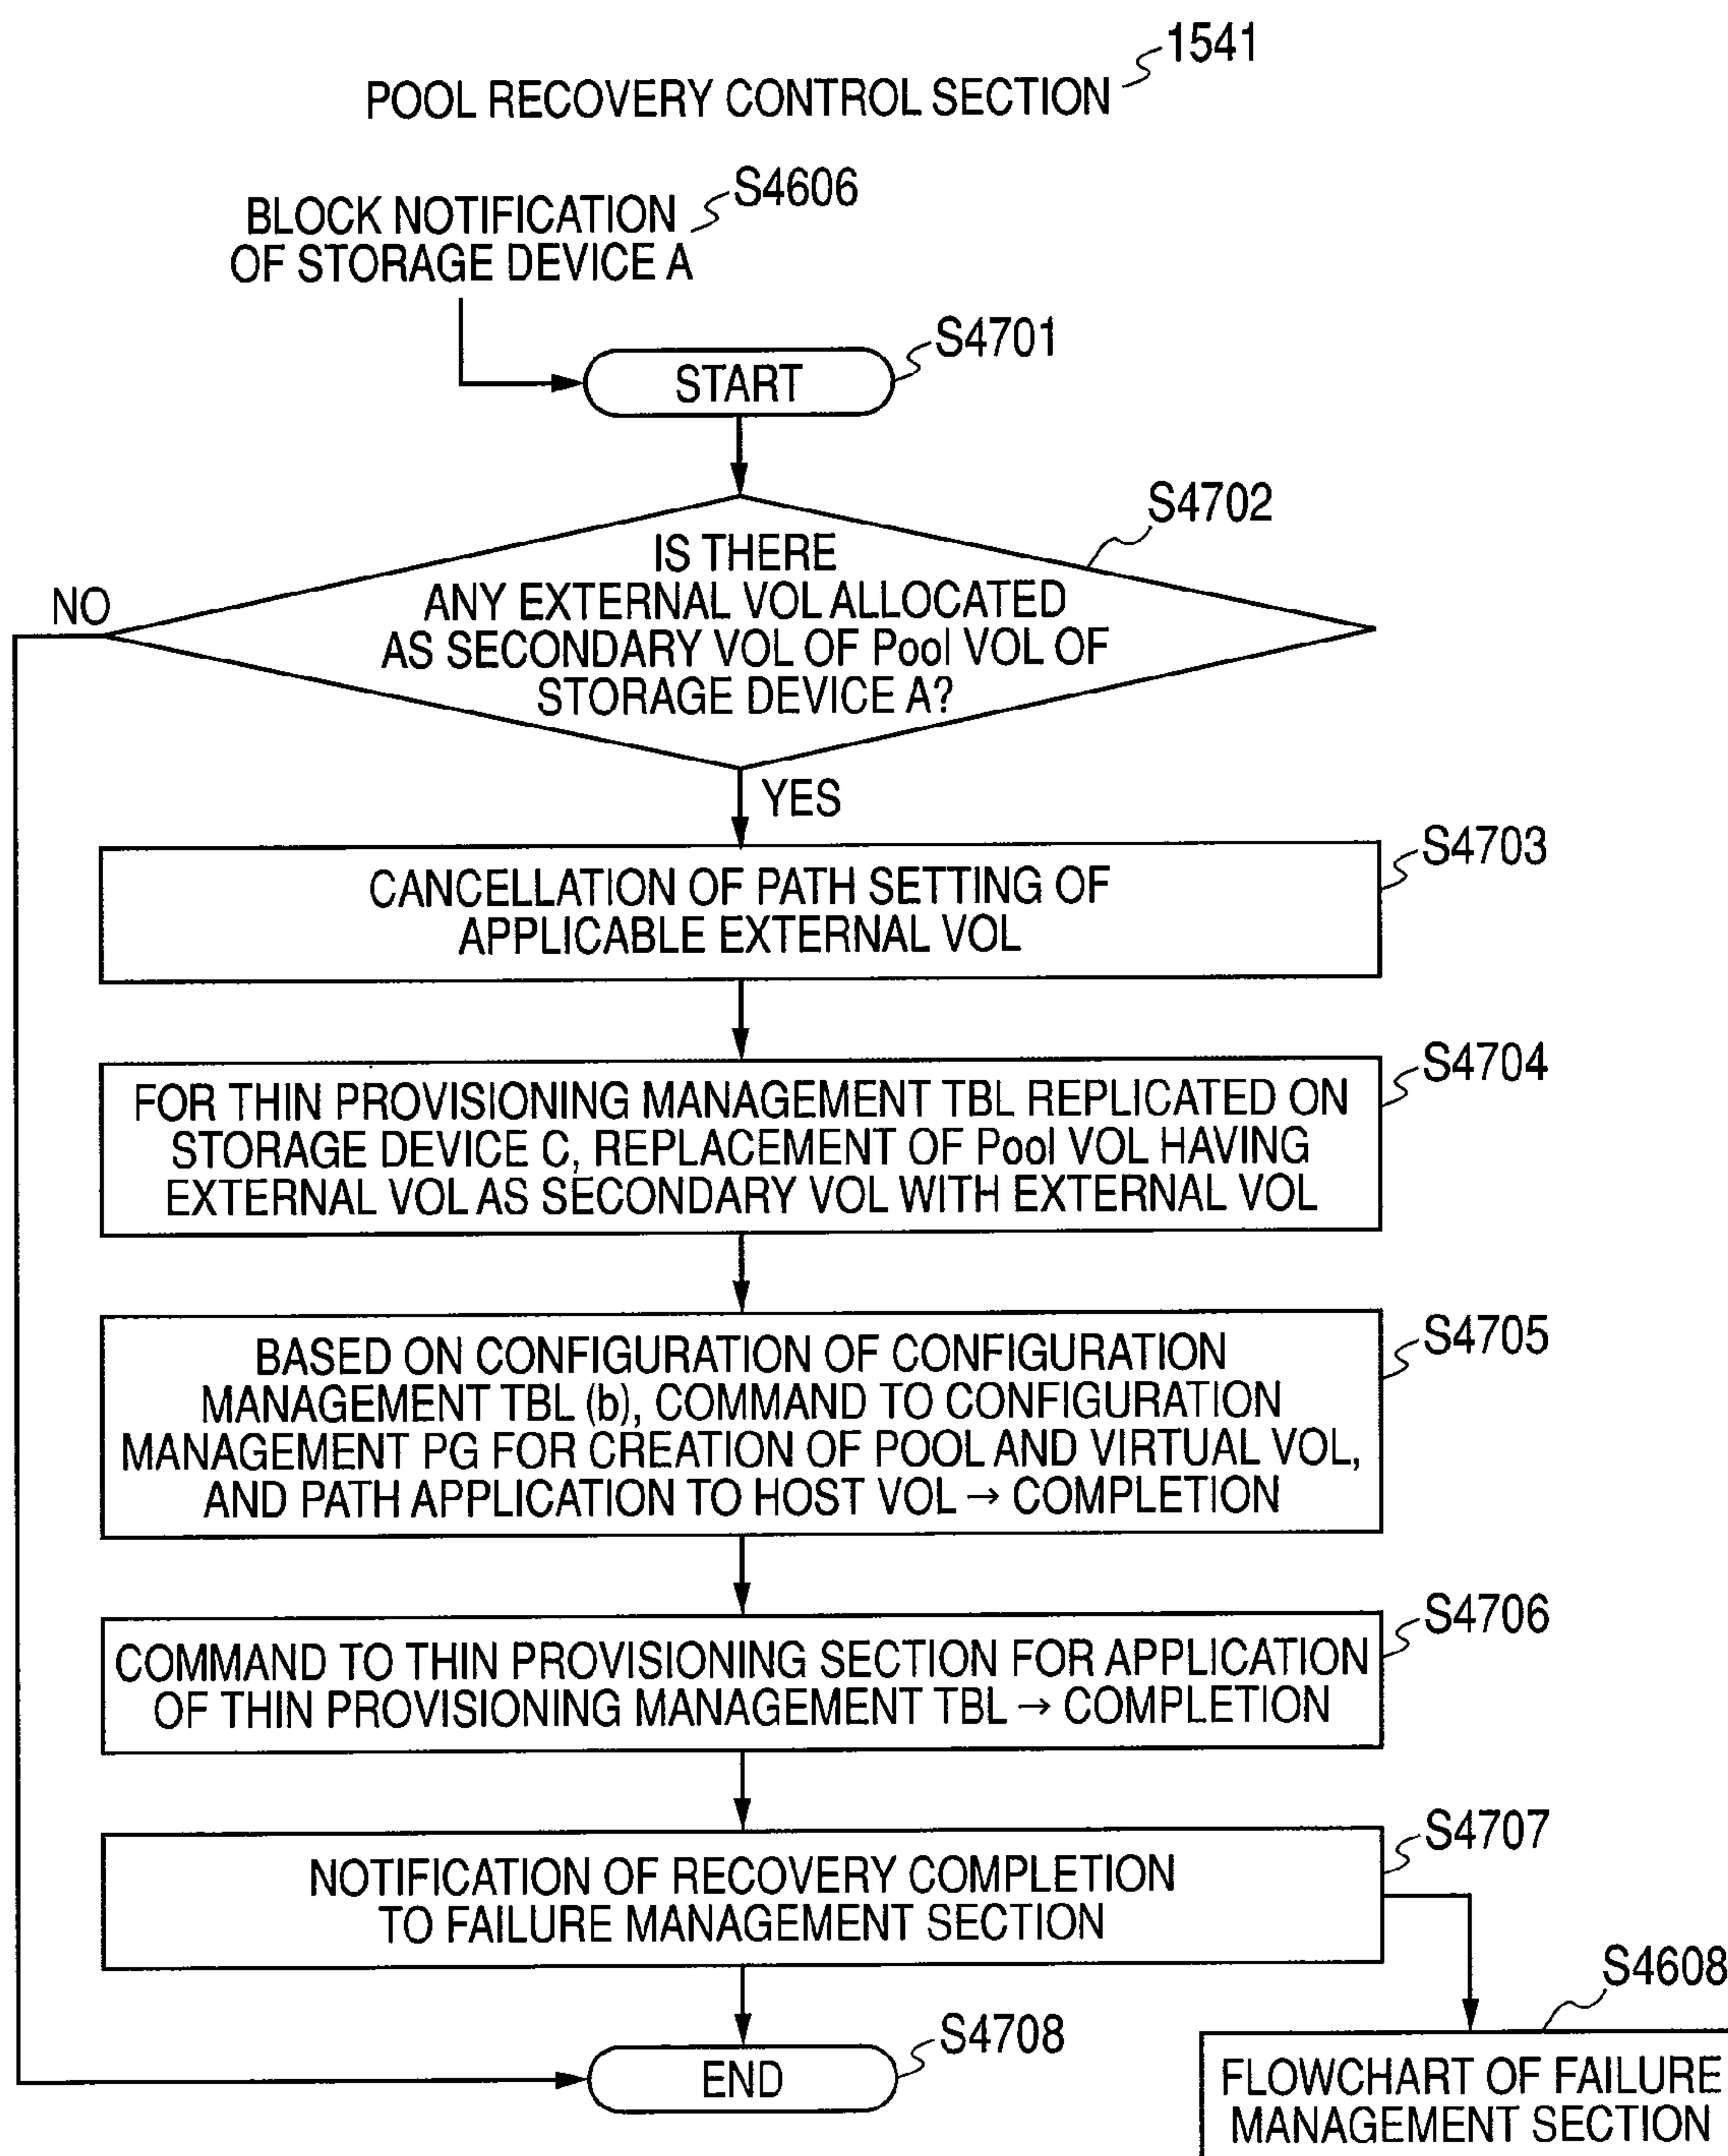 1541
POOL RECOVERY CONTROL SECTION
S4606
BLOCK NOTIFICATION
OF STORAGE DEVICE A
S4701
START
S4702
IS THERE
ANY EXTERNAL VOL ALLOCATED
AS SECONDARY VOL OF Pool VOL OF
STORAGE DEVICE A?
NO
YES
S4703
CANCELLATION OF PATH SETTING OF
APPLICABLE EXTERNAL VOL
S4704
FOR THIN PROVISIONING MANAGEMENT TBL REPLICATED ON
STORAGE DEVICE C, REPLACEMENT OF Pool VOL HAVING
EXTERNAL VOL AS SECONDARY VOL WITH EXTERNAL VOL
S4705
BASED ON CONFIGURATION OF CONFIGURATION
MANAGEMENT TBL (b), COMMAND TO CONFIGURATION
MANAGEMENT PG FOR CREATION OF POOL AND VIRTUAL VOL,
AND PATH APPLICATION TO HOST VOL → COMPLETION
S4706
COMMAND TO THIN PROVISIONING SECTION FOR APPLICATION
OF THIN PROVISIONING MANAGEMENT TBL → COMPLETION
S4707
NOTIFICATION OF RECOVERY COMPLETION
TO FAILURE MANAGEMENT SECTION
S4608
S4708
END
FLOWCHART OF FAILURE
MANAGEMENT SECTION